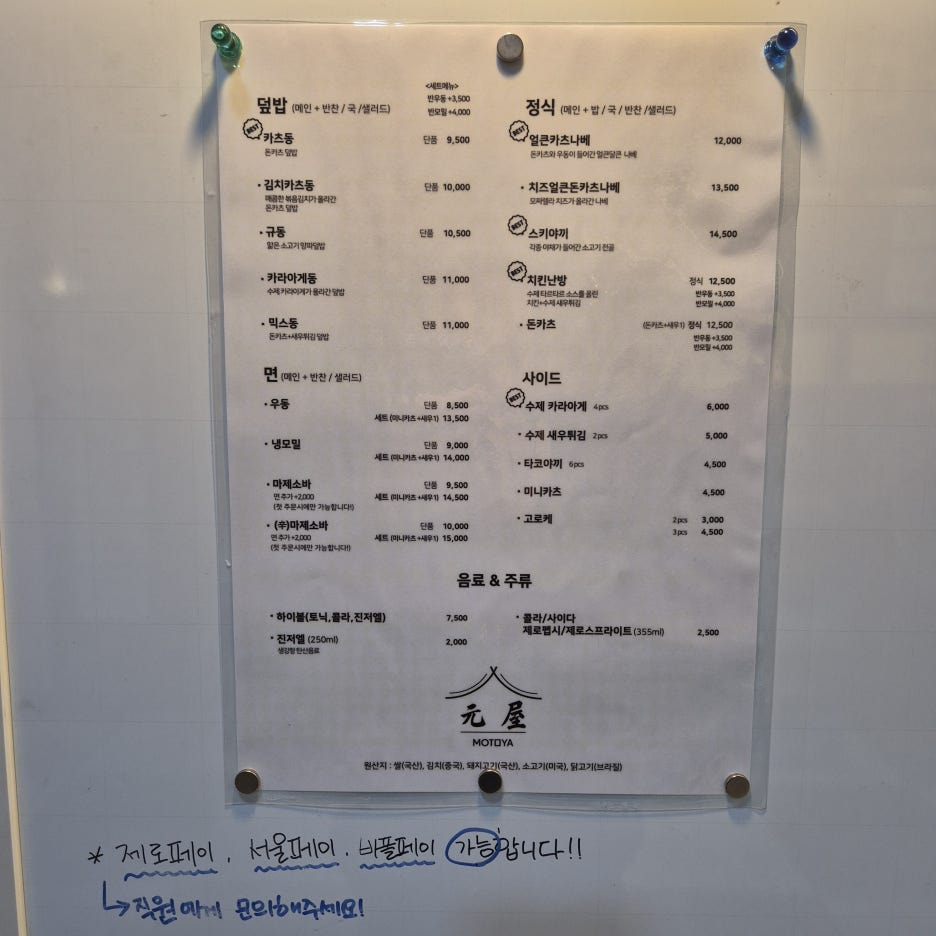 <세트메뉴>
덮밥 (메인 + 반찬 / 국 /샐러드) 반우동 +3,500
반모밀 +4,000
BEST
카츠동 단품 9,500
돈카츠 덮밥
· 김치카츠동 단품 10,000
매콤한 볶음김치가 올라간
돈카츠 덮밥
· 규동 단품 10,500
얇은 소고기 양파덮밥
· 카라아게동 단품 11,000
수제 카라아게가 올라간 덮밥
· 믹스동 단품 11,000
돈카츠+새우튀김 덮밥
면 (메인 + 반찬 / 샐러드)
· 우동 단품 8,500
세트 (미니카츠 +새우1) 13,500
· 냉모밀 단품 9,000
세트 (미니카츠 +새우1) 14,000
· 마제소바 단품 9,500
면 추가 +2,000 세트 (미니카츠 +새우1) 14,500
(첫 주문시에만 가능합니다!)
· (辛)마제소바 단품 10,000
면 추가 +2,000 세트 (미니카츠 +새우1) 15,000
(첫 주문시에만 가능합니다!)
정식 (메인 + 밥 / 국 / 반찬 /샐러드)
BEST
얼큰카츠나베 12,000
돈카츠와 우동이 들어간 얼큰달큰 나베
· 치즈얼큰돈카츠나베 13,500
모짜렐라 치즈가 올라간 나베
BEST
스키야끼 14,500
각종 야채가 들어간 소고기 전골
BEST
치킨난방 정식 12,500
수제 타르타르 소스를 올린 반우동 +3,500
치킨+수제 새우튀김 반모밀 +4,000
· 돈카츠 (돈카츠+새우1) 정식 12,500
반우동 +3,500
반모밀 +4,000
사이드
BEST
수제 카라아게 4pcs 6,000
· 수제 새우튀김 2pcs 5,000
· 타코야끼 6pcs 4,500
· 미니카츠 4,500
· 고로케 2pcs 3,000
3pcs 4,500
음료 & 주류
· 하이볼(토닉,콜라,진저엘) 7,500
· 진저엘 (250ml) 2,000
생강향 탄산음료
· 콜라/사이다
제로펩시/제로스프라이트 (355ml) 2,500
元屋
MOTOYA
원산지 : 쌀(국산), 김치(중국), 돼지고기(국산), 소고기(미국), 닭고기(브라질)
* 제로페이, 서울페이, 비플페이 가능합니다!!
↳ 직원에게 문의해주세요!